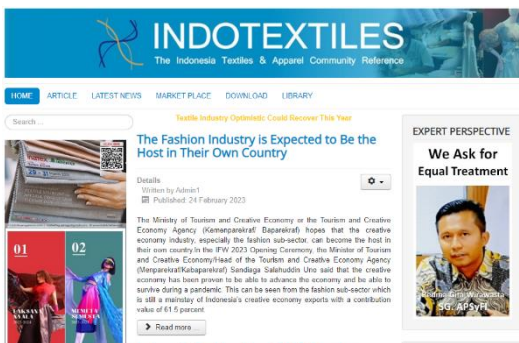 INDOTEXTILES
The Indonesia Textiles & Apparel Community Reference
HOME ARTICLE LATEST NEWS MARKET PLACE DOWNLOAD LIBRARY
Search ...
Textile Industry Optimistic Could Recover This Year
The Fashion Industry is Expected to Be the
Host in Their Own Country
Details
Written by Admin1
Published: 24 February 2023
The Ministry of Tourism and Creative Economy or the Tourism and Creative
Economy Agency (Kemenparekraf/ Baparekraf) hopes that the creative
economy industry, especially the fashion sub-sector, can become the host in
their own country.In the IFW 2023 Opening Ceremony, the Minister of Tourism
and Creative Economy/Head of the Tourism and Creative Economy Agency
(Menparekraf/Kabaparekraf) Sandiaga Salahuddin Uno said that the creative
economy has been proven to be able to advance the economy and be able to
survive during a pandemic. This can be seen from the fashion sub-sector which
is still a mainstay of Indonesia's creative economy exports with a contribution
value of 61.5 percent
Read more ...
01
02
EXPERT PERSPECTIVE
We Ask for
Equal Treatment
SG. APSyFI